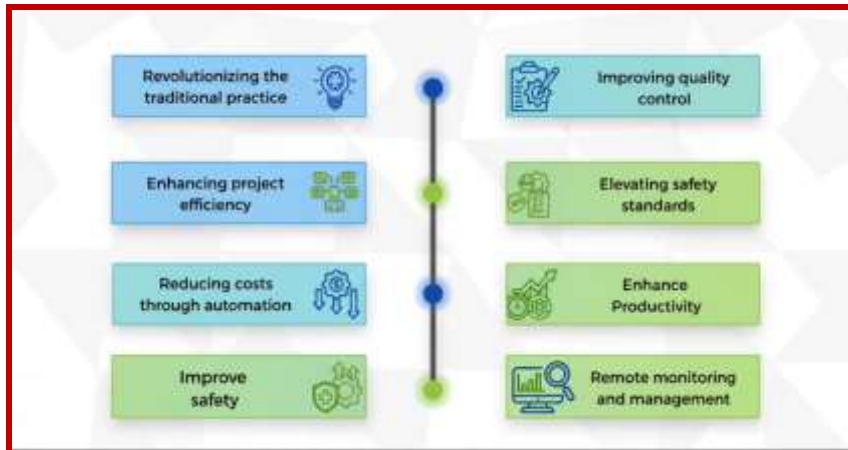 Revolutionizing the
traditional practice
Enhancing project
efficiency
Reducing costs
through automation
Improve
safety
Improving quality
control
Elevating safety
standards
Enhance
Productivity
Remote monitoring
and management